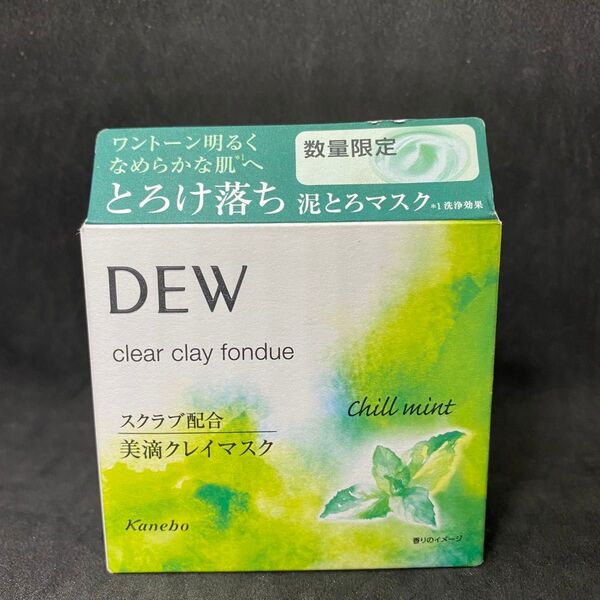 ワントーン明るく
なめらかな肌*1へ
数量限定
とろけ落ち 泥とろマスク *1 洗浄効果
DEW
clear clay fondue
chill mint
スクラブ配合
美滴クレイマスク
Kanebo
香りのイメージ